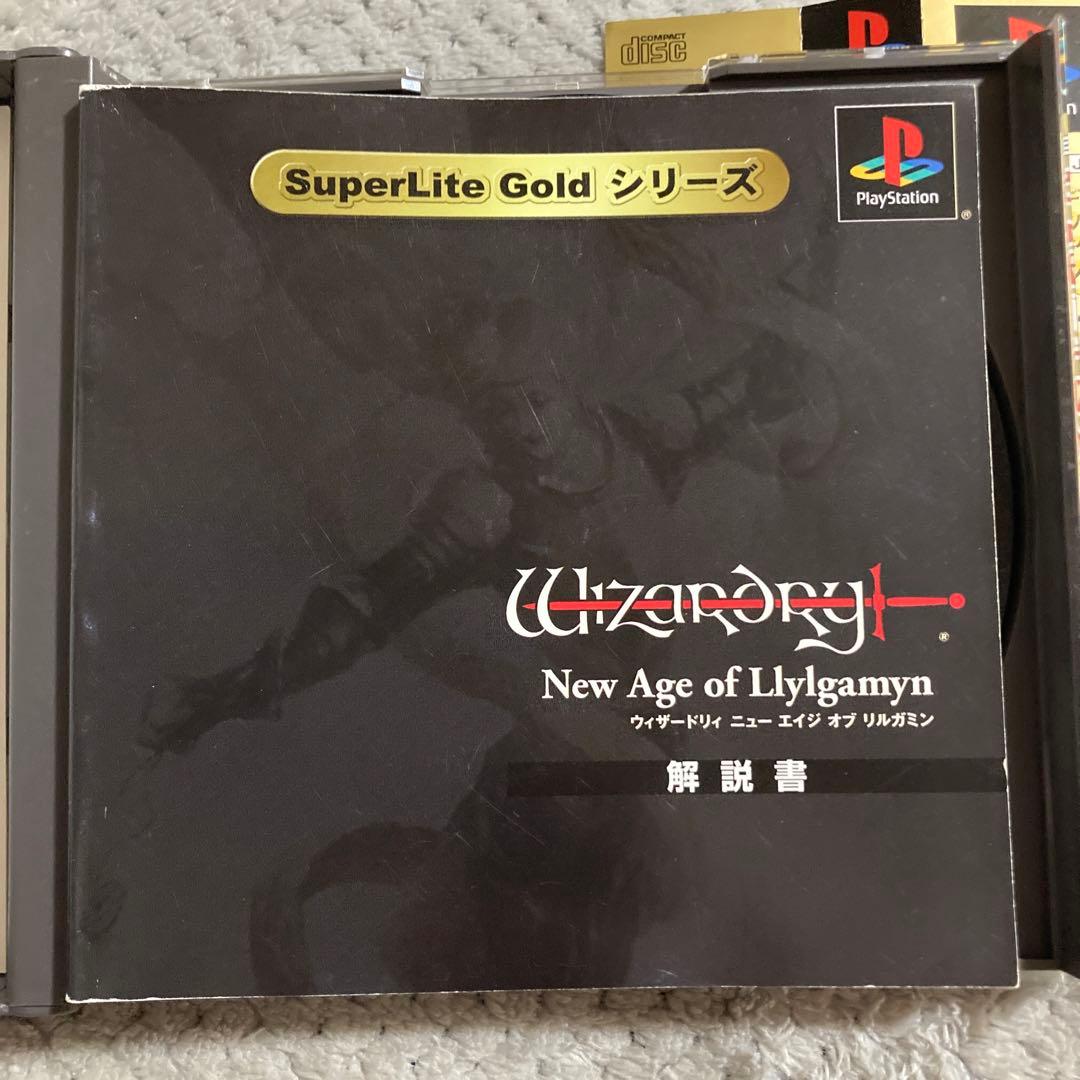 COMPACT
disc
SuperLite Gold シリーズ
PlayStation
®
Wizardry
®
New Age of Llylgamyn
ウィザードリィ ニュー エイジ オブ リルガミン
解説書